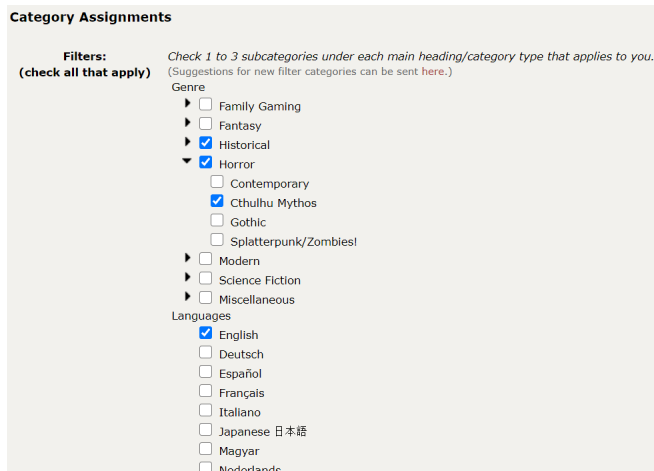 Category Assignments
Filters:
(check all that apply)
Check 1 to 3 subcategories under each main heading/category type that applies to you.
(Suggestions for new filter categories can be sent here.)
Genre
Family Gaming
Fantasy
Historical
Horror
Contemporary
Cthulhu Mythos
Gothic
Splatterpunk/Zombies!
Modern
Science Fiction
Miscellaneous
Languages
English
Deutsch
Español
Français
Italiano
Japanese 日本語
Magyar